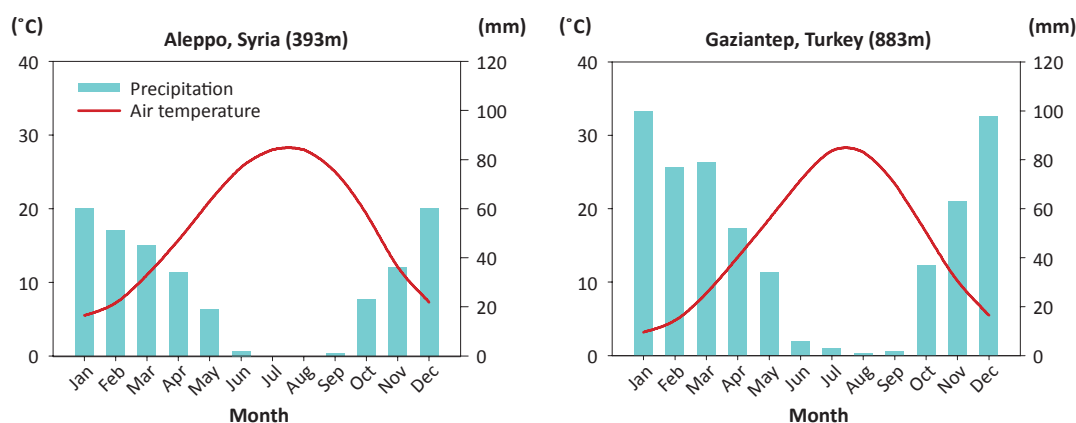 (˚C)
Aleppo, Syria (393m)
(mm)
40
30
20
10
0
120
100
80
60
40
20
0
Precipitation
Air temperature
Jan Feb Mar Apr May Jun Jul Aug Sep Oct Nov Dec
Month
(˚C)
Gaziantep, Turkey (883m)
(mm)
40
30
20
10
0
120
100
80
60
40
20
0
Jan Feb Mar Apr May Jun Jul Aug Sep Oct Nov Dec
Month